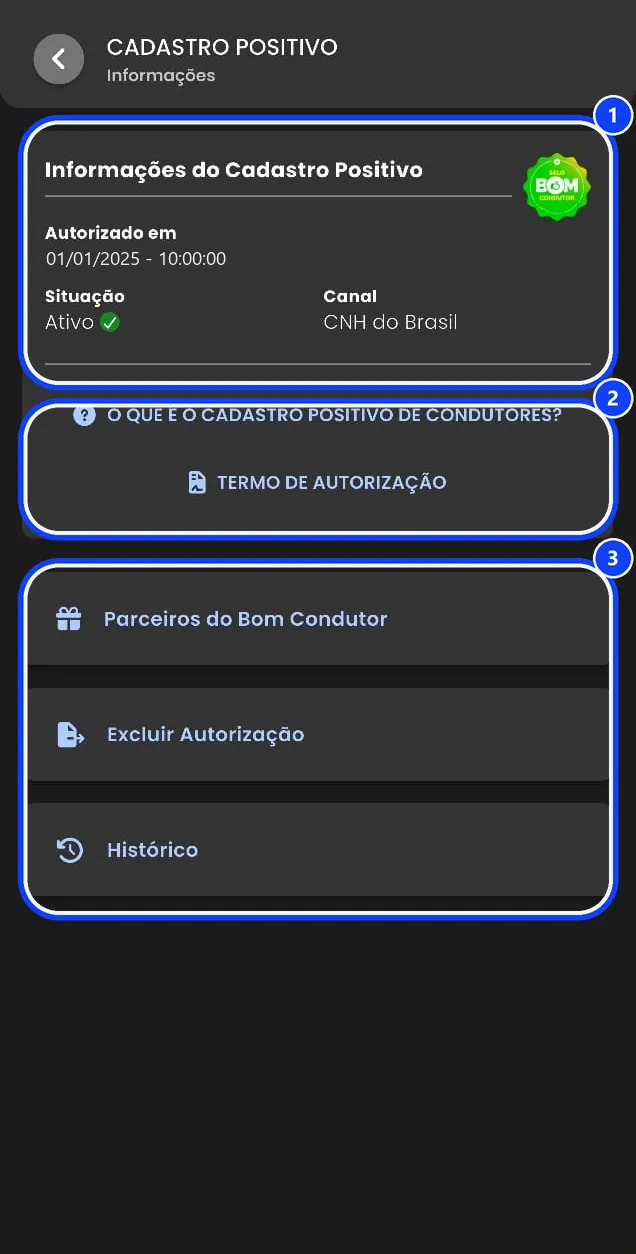 CADASTRO POSITIVO
Informações
1
Informações do Cadastro Positivo
SELO
BOM
CONDUTOR
Autorizado em
01/01/2025 - 10:00:00
Situação
Canal
Ativo
CNH do Brasil
2
? O QUE É O CADASTRO POSITIVO DE CONDUTORES?
TERMO DE AUTORIZAÇÃO
3
Parceiros do Bom Condutor
Excluir Autorização
Histórico